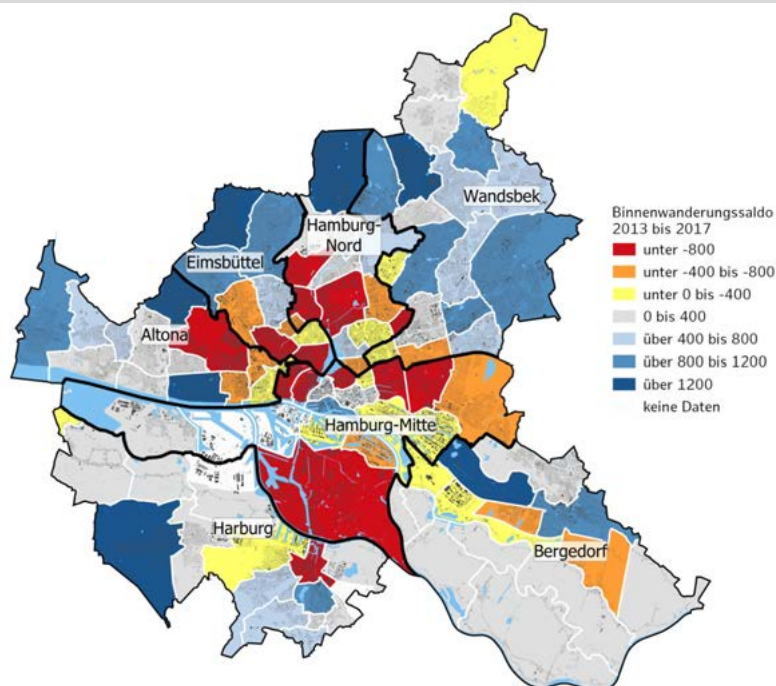 Wandsbek
Hamburg-
Nord
Eimsbüttel
Altona
Hamburg-Mitte
Harburg
Bergedorf
Binnenwanderungssaldo
2013 bis 2017
unter -800
unter -400 bis -800
unter 0 bis -400
0 bis 400
über 400 bis 800
über 800 bis 1200
über 1200
keine Daten